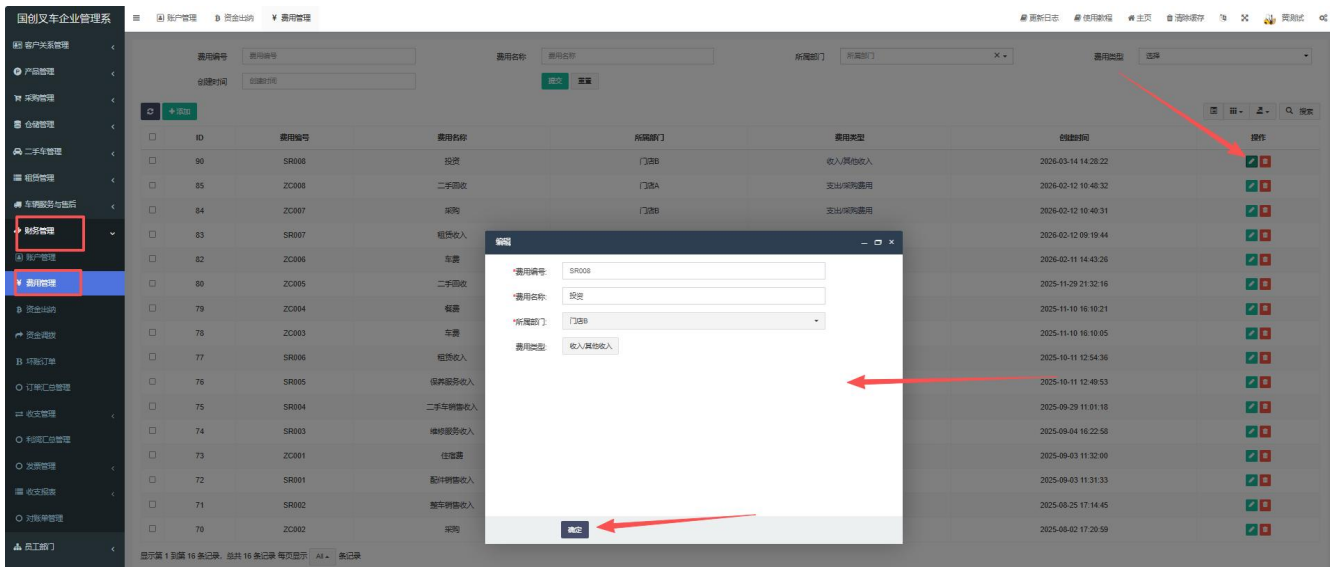 国创叉车企业管理系 账户管理 资金出纳 ¥ 费用管理 更新日志 使用教程 主页 清除缓存
客户关系管理
产品管理
采购管理
仓储管理
二手车管理
租赁管理
车辆服务与售后
财务管理
账户管理
¥ 费用管理
资金出纳
资金调拨
坏账订单
订单汇总管理
收支管理
利润汇总管理
发票管理
收支报表
对账单管理
员工部门
费用编号 费用编号 费用名称 费用名称 所属部门 所属部门 费用类型 选择
创建时间 创建时间 提交 重置
+添加 搜索
ID 费用编号 费用名称 所属部门 费用类型 创建时间 操作
90 SR008 投资 门店B 收入/其他收入 2026-03-14 14:28:22
85 ZC008 二手回收 门店A 支出/采购费用 2026-02-12 10:48:32
84 ZC007 采购 门店B 支出/采购费用 2026-02-12 10:40:31
83 SR007 租赁收入 2026-02-12 09:19:44
82 ZC006 车费 2026-02-11 14:43:26
80 ZC005 二手回收 2025-11-29 21:32:16
79 ZC004 餐费 2025-11-10 16:10:21
78 ZC003 车费 2025-11-10 16:10:05
77 SR006 租赁收入 2025-10-11 12:54:36
76 SR005 保养服务收入 2025-10-11 12:49:53
75 SR004 二手车销售收入 2025-09-29 11:01:18
74 SR003 维修服务收入 2025-09-04 16:22:58
73 ZC001 住宿费 2025-09-03 11:32:00
72 SR001 配件销售收入 2025-09-03 11:31:33
71 SR002 整车销售收入 2025-08-25 17:14:45
70 ZC002 采购 2025-08-02 17:20:59
显示第 1 到第 16 条记录，总共 16 条记录 每页显示 All 条记录
编辑
*费用编号: SR008
*费用名称: 投资
*所属部门: 门店B
费用类型: 收入/其他收入
确定